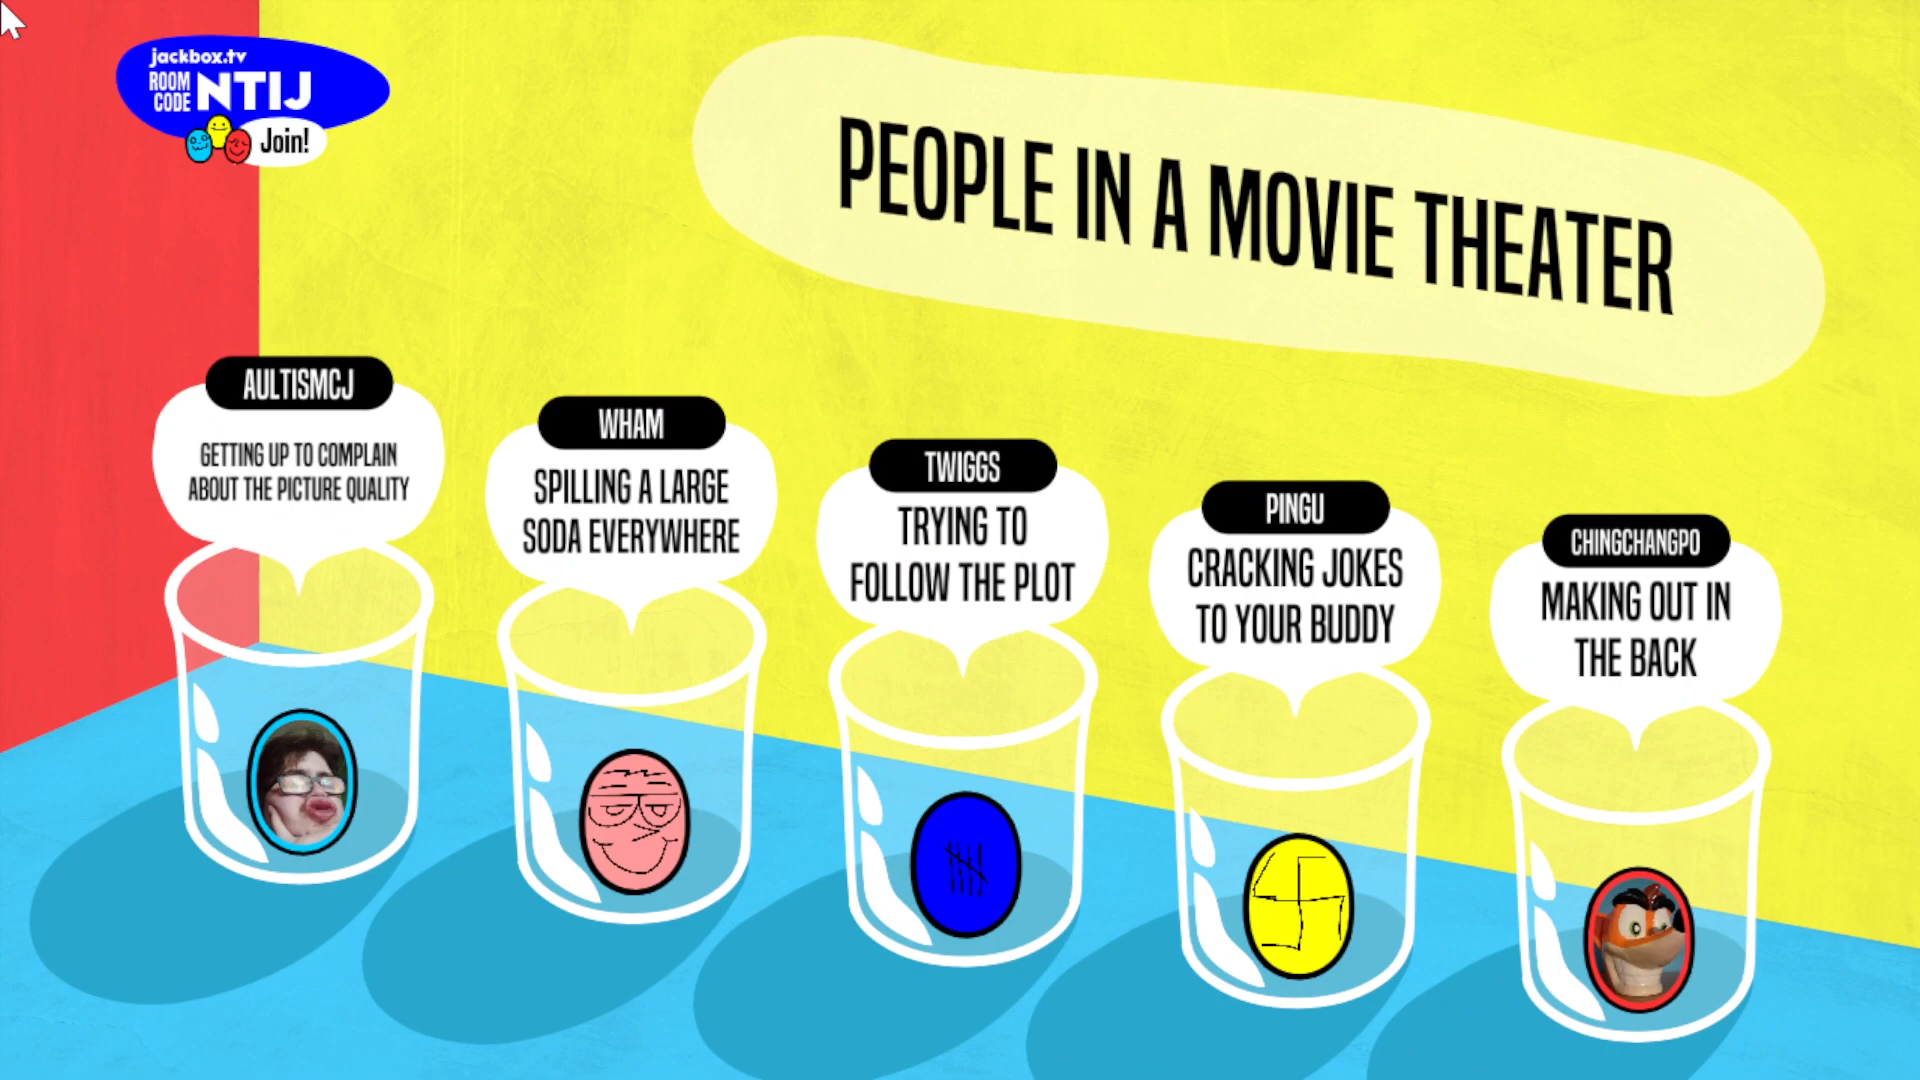 jackbox.tv
ROOM
CODE
NTIJ
Join!
PEOPLE IN A MOVIE THEATER
AULTISMCJ
GETTING UP TO COMPLAIN
ABOUT THE PICTURE QUALITY
WHAM
SPILLING A LARGE
SODA EVERYWHERE
TWIGGS
TRYING TO
FOLLOW THE PLOT
PINGU
CRACKING JOKES
TO YOUR BUDDY
CHINGCHANGPO
MAKING OUT IN
THE BACK